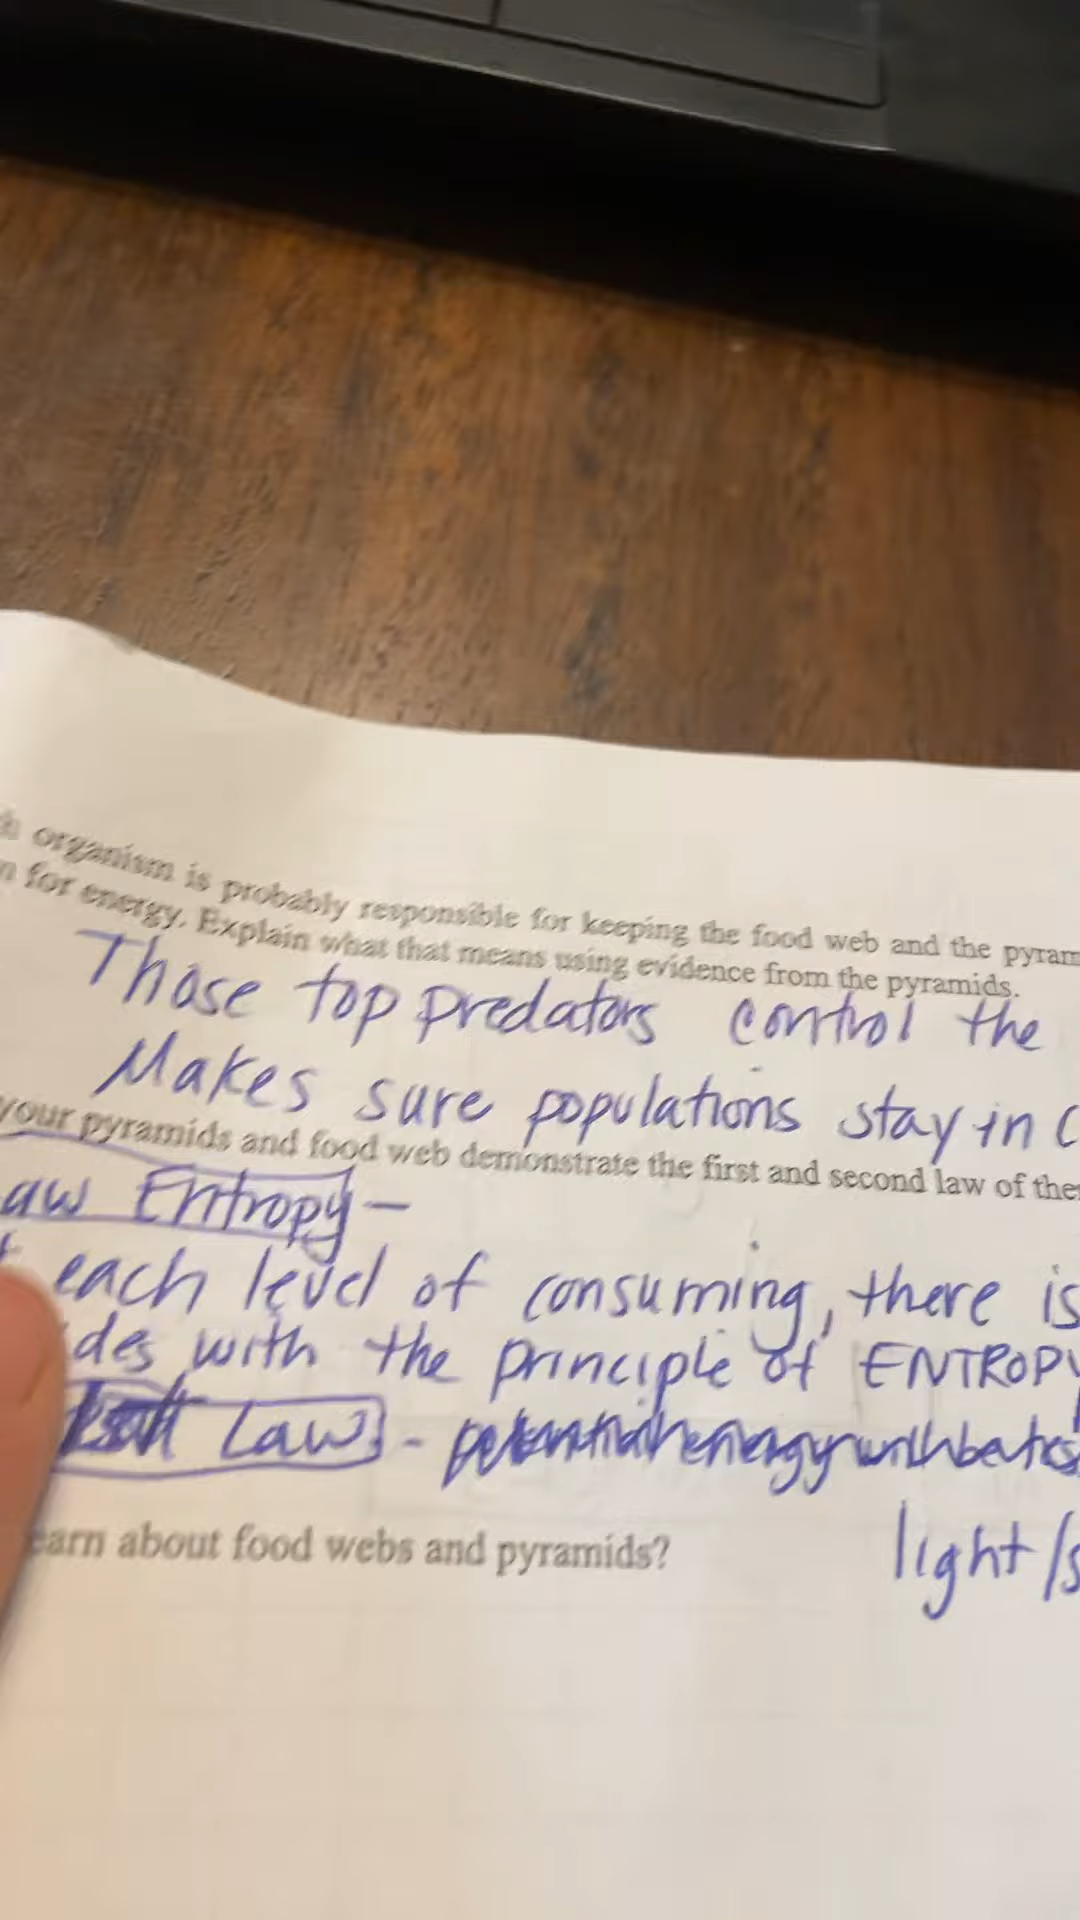 organism is probably responsible for keeping the food web and the pyram
for energy. Explain what that means using evidence from the pyramids.
Those top predators control the
Makes sure populations stay in C
your pyramids and food web demonstrate the first and second law of the
aw Entropy -
each level of consuming, there is
des with the principle of ENTROPY
Law. -
light/s
earn about food webs and pyramids?